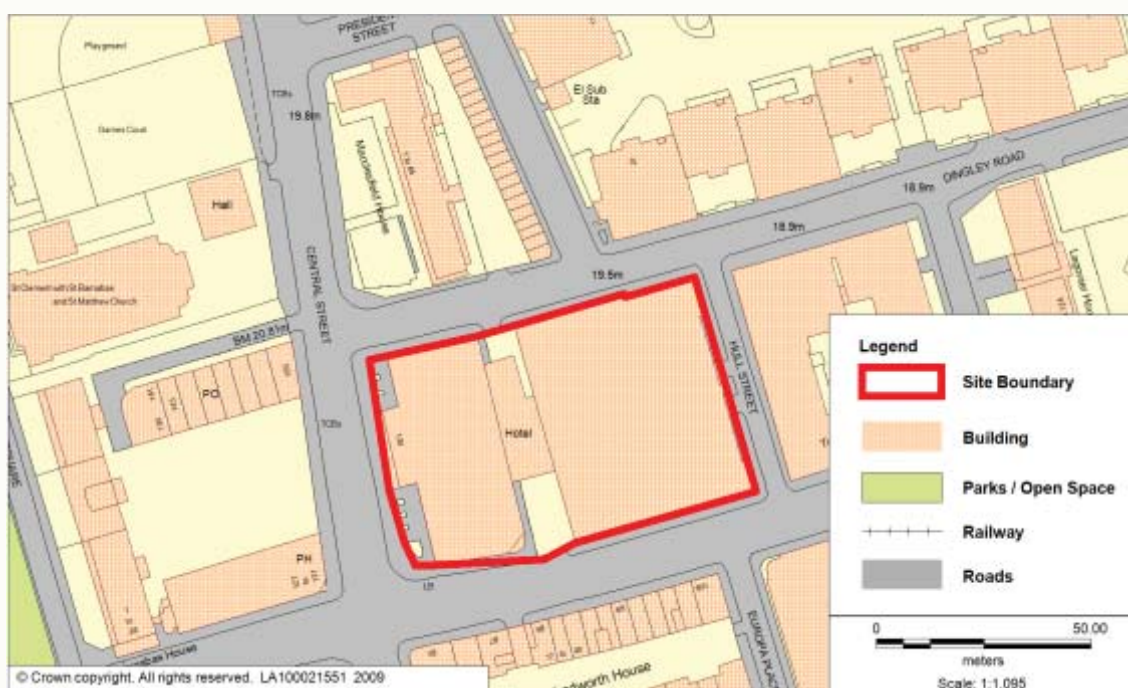 PRESIDENT
STREET
Playground
Games Court
TCBs
19.8m
El Sub
Sta
Macclesfield House
Hall
DINGLEY ROAD
18.9m
18.9m
19.5m
CENTRAL STREET
St Clement with St Barnabas
and St Matthew Church
BM 20.81m
PO
TCBs
Hotel
HULL STREET
Legend
Site Boundary
Building
Parks / Open Space
Railway
Roads
PH
EUROPA PLACE
0
50.00
meters
Scale: 1:1,095
© Crown copyright. All rights reserved. LA100021551 2009